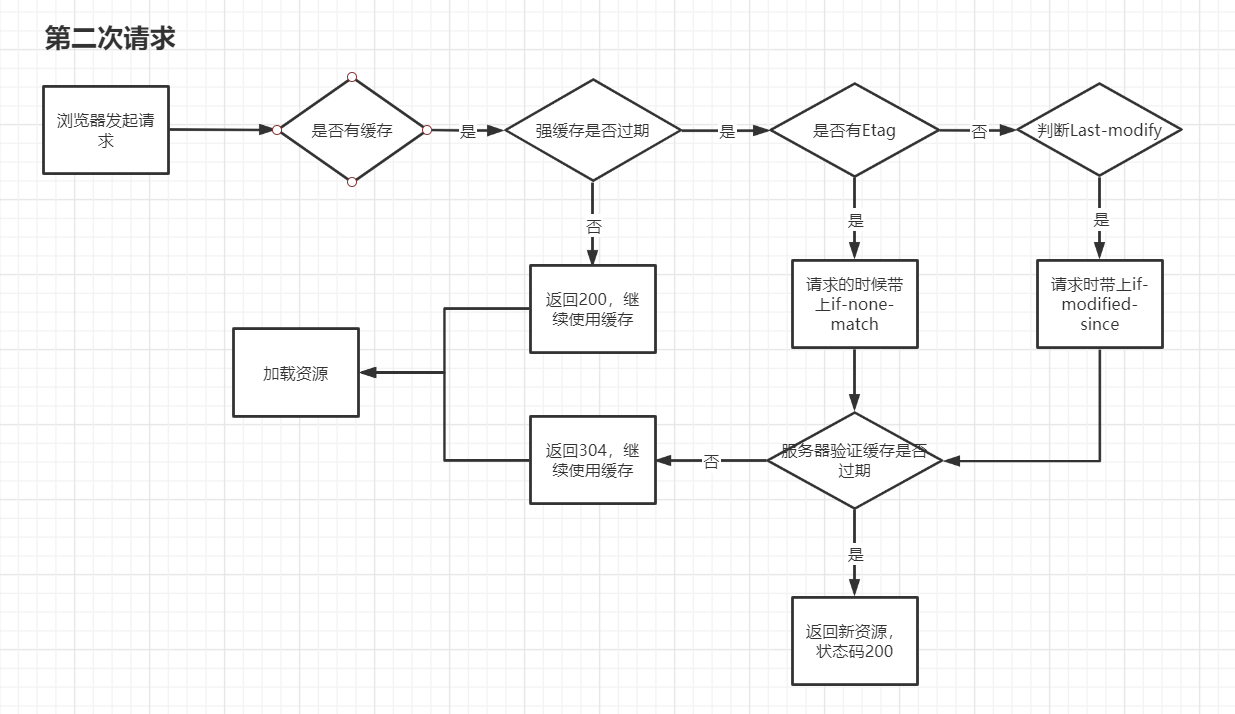 第二次请求
浏览器发起请
求
是否有缓存
是
强缓存是否过期
是
是否有Etag
否
判断Last-modify
否
是
是
返回200，继
续使用缓存
请求的时候带
上if-none-
match
请求时带上if-
modified-
since
加载资源
返回304，继
续使用缓存
否
服务器验证缓存是否
过期
是
返回新资源，
状态码200